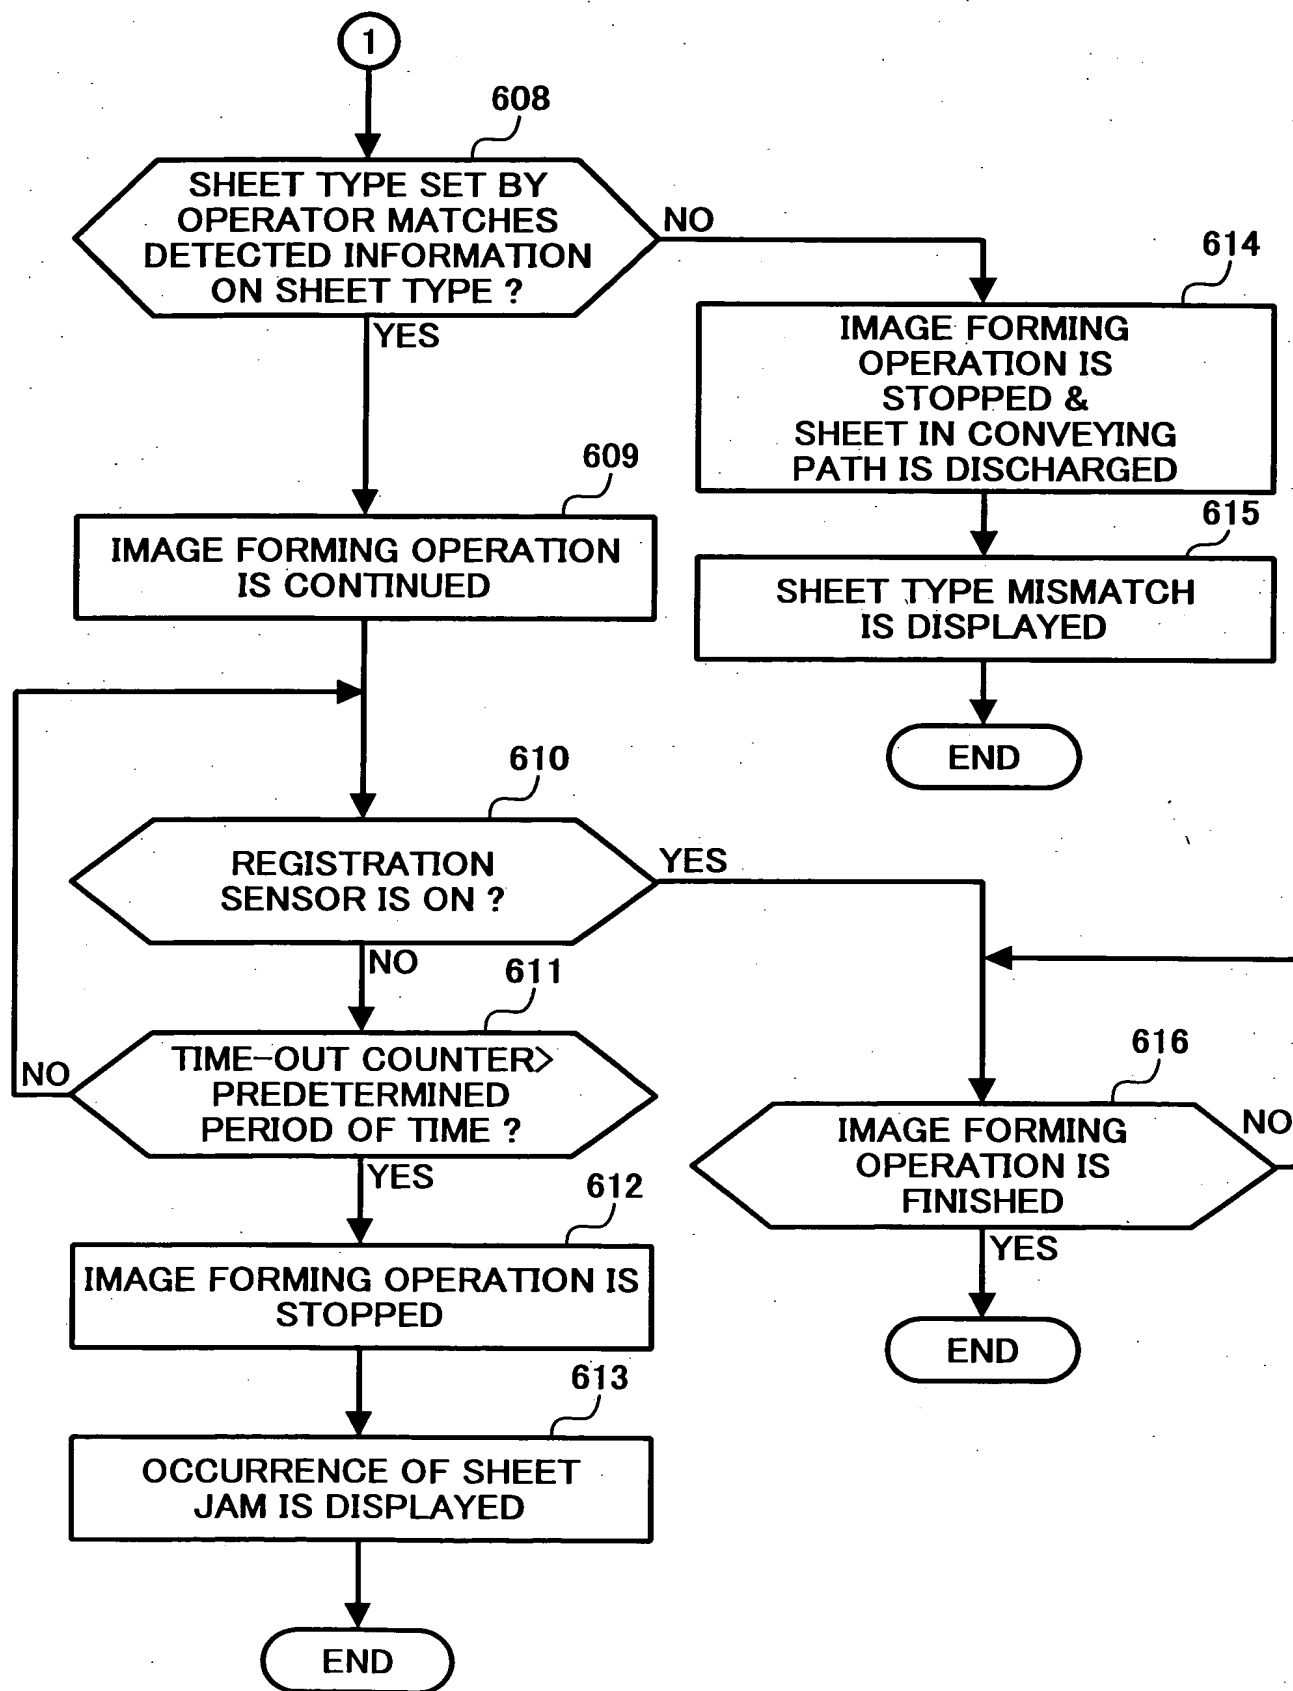 1
608
SHEET TYPE SET BY
OPERATOR MATCHES
DETECTED INFORMATION
ON SHEET TYPE ?
NO
YES
614
IMAGE FORMING
OPERATION IS
STOPPED &
SHEET IN CONVEYING
PATH IS DISCHARGED
609
IMAGE FORMING OPERATION
IS CONTINUED
615
SHEET TYPE MISMATCH
IS DISPLAYED
END
610
REGISTRATION
SENSOR IS ON ?
YES
NO
611
TIME-OUT COUNTER>
PREDETERMINED
PERIOD OF TIME ?
NO
YES
616
IMAGE FORMING
OPERATION IS
FINISHED
NO
YES
END
612
IMAGE FORMING OPERATION IS
STOPPED
613
OCCURRENCE OF SHEET
JAM IS DISPLAYED
END